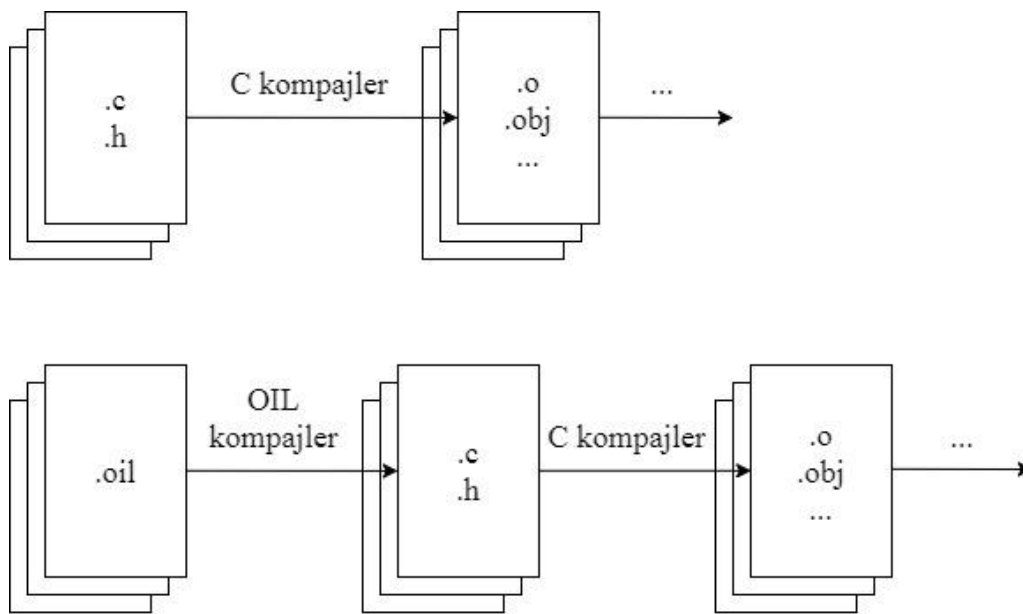 .c
.h
C kompajler
.o
.obj
...
...
.oil
OIL
kompajler
.c
.h
C kompajler
.o
.obj
...
...